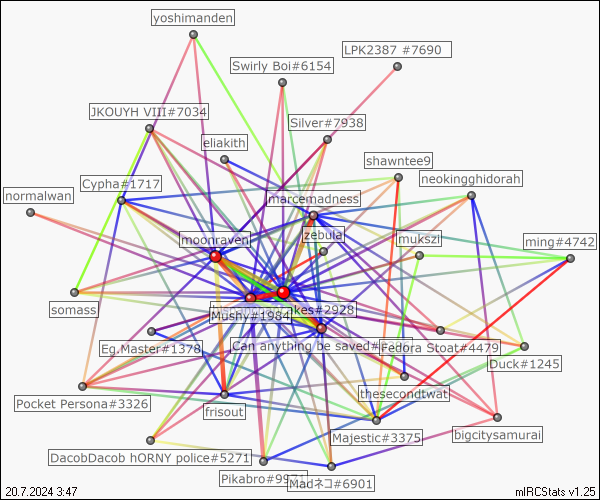 yoshimanden
LPK2387 #7690
Swirly Boi#6154
JKOUYH VIII#7034
Silver#7938
eliakith
shawntee9
neokingghidorah
Cypha#1717
normalwan
marcemadness
zebula
moonraven
mukszi
ming#4742
somass
Mushy#1984
kes#2928
Can anything be saved#
Fedora Stoat#4479
Eg.Master#1378
Duck#1245
thesecondtwat
Pocket Persona#3326
frisout
Majestic#3375
bigcitysamurai
DacobDacob hORNY police#5271
Pikabro#9971
Madネコ#6901
20.7.2024 3:47
mIRCStats v1.25